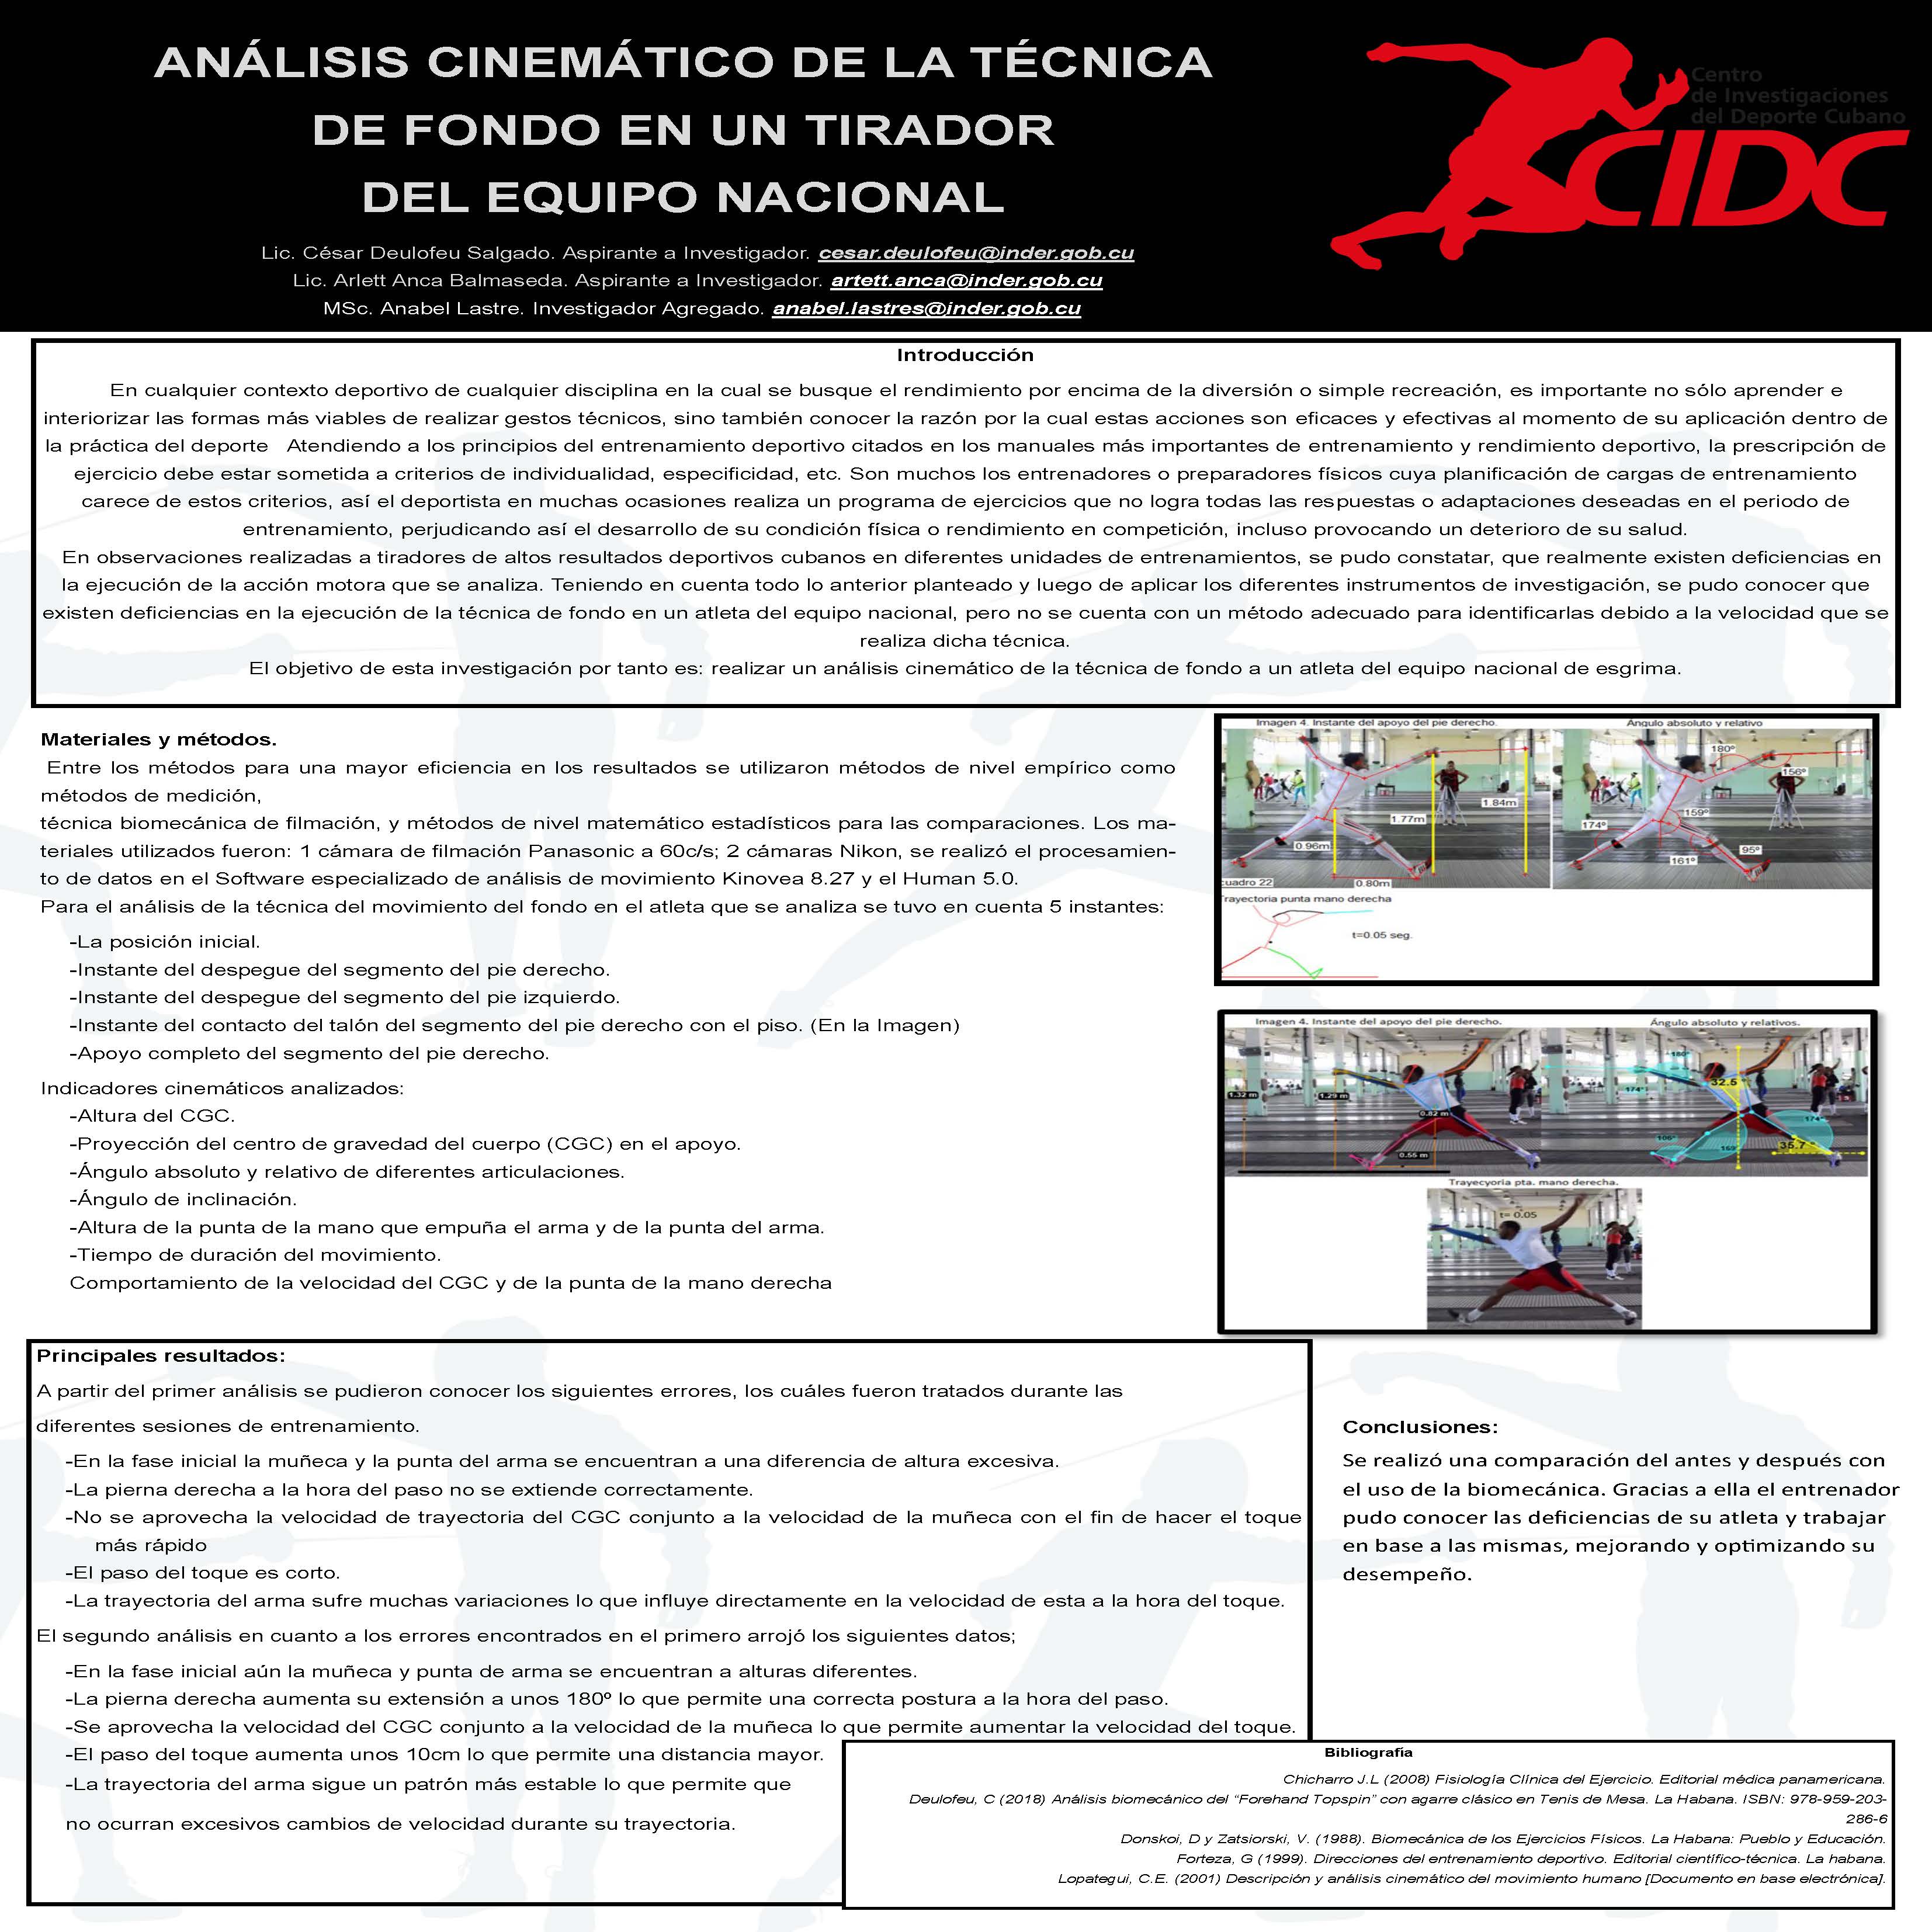 ANÁLISIS CINEMÁTICO DE LA TÉCNICA
DE FONDO EN UN TIRADOR
DEL EQUIPO NACIONAL
Lic. César Deulofeu Salgado. Aspirante a Investigador. cesar.deulofeu@inder.gob.cu
Lic. Arlett Anca Balmaseda. Aspirante a Investigador. artett.anca@inder.gob.cu
MSc. Anabel Lastre. Investigador Agregado. anabel.lastres@inder.gob.cu
Centro
de Investigaciones
del Deporte Cubano
CIDC
Introducción
En cualquier contexto deportivo de cualquier disciplina en la cual se busque el rendimiento por encima de la diversión o simple recreación, es importante no sólo aprender e
interiorizar las formas más viables de realizar gestos técnicos, sino también conocer la razón por la cual estas acciones son eficaces y efectivas al momento de su aplicación dentro de
la práctica del deporte Atendiendo a los principios del entrenamiento deportivo citados en los manuales más importantes de entrenamiento y rendimiento deportivo, la prescripción de
ejercicio debe estar sometida a criterios de individualidad, especificidad, etc. Son muchos los entrenadores o preparadores físicos cuya planificación de cargas de entrenamiento
carece de estos criterios, así el deportista en muchas ocasiones realiza un programa de ejercicios que no logra todas las respuestas o adaptaciones deseadas en el periodo de
entrenamiento, perjudicando así el desarrollo de su condición física o rendimiento en competición, incluso provocando un deterioro de su salud.
En observaciones realizadas a tiradores de altos resultados deportivos cubanos en diferentes unidades de entrenamientos, se pudo constatar, que realmente existen deficiencias en
la ejecución de la acción motora que se analiza. Teniendo en cuenta todo lo anterior planteado y luego de aplicar los diferentes instrumentos de investigación, se pudo conocer que
existen deficiencias en la ejecución de la técnica de fondo en un atleta del equipo nacional, pero no se cuenta con un método adecuado para identificarlas debido a la velocidad que se
realiza dicha técnica.
El objetivo de esta investigación por tanto es: realizar un análisis cinemático de la técnica de fondo a un atleta del equipo nacional de esgrima.
Materiales y métodos.
Entre los métodos para una mayor eficiencia en los resultados se utilizaron métodos de nivel empírico como
métodos de medición,
técnica biomecánica de filmación, y métodos de nivel matemático estadísticos para las comparaciones. Los ma-
teriales utilizados fueron: 1 cámara de filmación Panasonic a 60c/s; 2 cámaras Nikon, se realizó el procesamien-
to de datos en el Software especializado de análisis de movimiento Kinovea 8.27 y el Human 5.0.
Para el análisis de la técnica del movimiento del fondo en el atleta que se analiza se tuvo en cuenta 5 instantes:
-La posición inicial.
-Instante del despegue del segmento del pie derecho.
-Instante del despegue del segmento del pie izquierdo.
-Instante del contacto del talón del segmento del pie derecho con el piso. (En la Imagen)
-Apoyo completo del segmento del pie derecho.
Indicadores cinemáticos analizados:
-Altura del CGC.
-Proyección del centro de gravedad del cuerpo (CGC) en el apoyo.
-Ángulo absoluto y relativo de diferentes articulaciones.
-Ángulo de inclinación.
-Altura de la punta de la mano que empuña el arma y de la punta del arma.
-Tiempo de duración del movimiento.
Comportamiento de la velocidad del CGC y de la punta de la mano derecha
Imagen 4. Instante del apoyo del pie derecho.
Ángulo absoluto y relativo
180º
156º
1.84m
1.77m
159º
174º
0.96m
95º
161º
cuadro 22
0.80m
Trayectoria punta mano derecha
t=0.05 seg.
Imagen 4. Instante del apoyo del pie derecho.
Ángulo absoluto y relativos.
180°
174°
32.5
1.32 m
1.29 m
0.82 m
174°
106°
169°
35.7 °
0.55 m
Trayecyoria pta. mano derecha.
t= 0.05
Principales resultados:
A partir del primer análisis se pudieron conocer los siguientes errores, los cuáles fueron tratados durante las
diferentes sesiones de entrenamiento.
-En la fase inicial la muñeca y la punta del arma se encuentran a una diferencia de altura excesiva.
-La pierna derecha a la hora del paso no se extiende correctamente.
-No se aprovecha la velocidad de trayectoria del CGC conjunto a la velocidad de la muñeca con el fin de hacer el toque
más rápido
-El paso del toque es corto.
-La trayectoria del arma sufre muchas variaciones lo que influye directamente en la velocidad de esta a la hora del toque.
El segundo análisis en cuanto a los errores encontrados en el primero arrojó los siguientes datos;
-En la fase inicial aún la muñeca y punta de arma se encuentran a alturas diferentes.
-La pierna derecha aumenta su extensión a unos 180º lo que permite una correcta postura a la hora del paso.
-Se aprovecha la velocidad del CGC conjunto a la velocidad de la muñeca lo que permite aumentar la velocidad del toque.
-El paso del toque aumenta unos 10cm lo que permite una distancia mayor.
-La trayectoria del arma sigue un patrón más estable lo que permite que
no ocurran excesivos cambios de velocidad durante su trayectoria.
Conclusiones:
Se realizó una comparación del antes y después con
el uso de la biomecánica. Gracias a ella el entrenador
pudo conocer las deficiencias de su atleta y trabajar
en base a las mismas, mejorando y optimizando su
desempeño.
Bibliografía
Chicharro J.L (2008) Fisiología Clínica del Ejercicio. Editorial médica panamericana.
Deulofeu, C (2018) Análisis biomecánico del “Forehand Topspin” con agarre clásico en Tenis de Mesa. La Habana. ISBN: 978-959-203-
286-6
Donskoi, D y Zatsiorski, V. (1988). Biomecánica de los Ejercicios Físicos. La Habana: Pueblo y Educación.
Forteza, G (1999). Direcciones del entrenamiento deportivo. Editorial científico-técnica. La habana.
Lopategui, C.E. (2001) Descripción y análisis cinemático del movimiento humano [Documento en base electrónica].